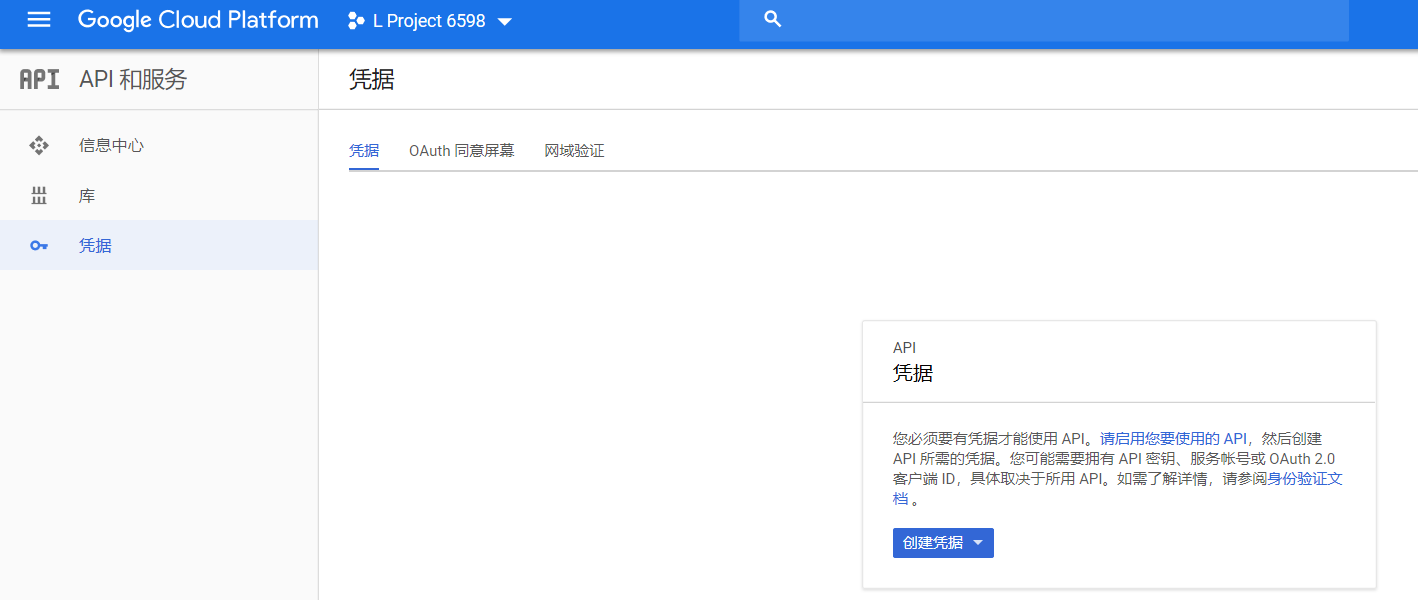 Google Cloud Platform
L Project 6598
API API 和服务
凭据
信息中心
库
凭据
凭据
OAuth 同意屏幕
网域验证
API
凭据
您必须要有凭据才能使用 API。请启用您要使用的 API，然后创建
API 所需的凭据。您可能需要拥有 API 密钥、服务帐号或 OAuth 2.0
客户端 ID，具体取决于所用 API。如需了解详情，请参阅身份验证文
档 。
创建凭据